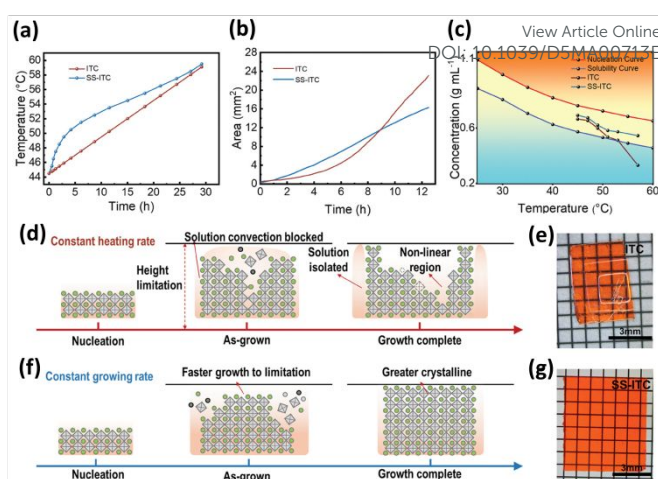 (a)
60
58
56
54
52
50
48
46
44
Temperature (°C)
ITC
SS-ITC
0 5 10 15 20 25 30
Time (h)
(b)
28
24
20
16
12
8
4
0
Area (mm²)
ITC
SS-ITC
0 2 4 6 8 10 12
Time (h)
(c)
View Article Online
DOI: 10.1039/D5MA00713E
Nucleation Curve
Solubility Curve
ITC
SS-ITC
1.1
0.6
0.2
Concentration (g mL⁻¹)
30 40 50 60
Temperature (°C)
(d)
Constant heating rate
Solution convection blocked
Height limitation
Solution isolated
Non-linear region
Nucleation
As-grown
Growth complete
(e)
ITC
3mm
(f)
Constant growing rate
Faster growth to limitation
Greater crystalline
Nucleation
As-grown
Growth complete
(g)
SS-ITC
3mm